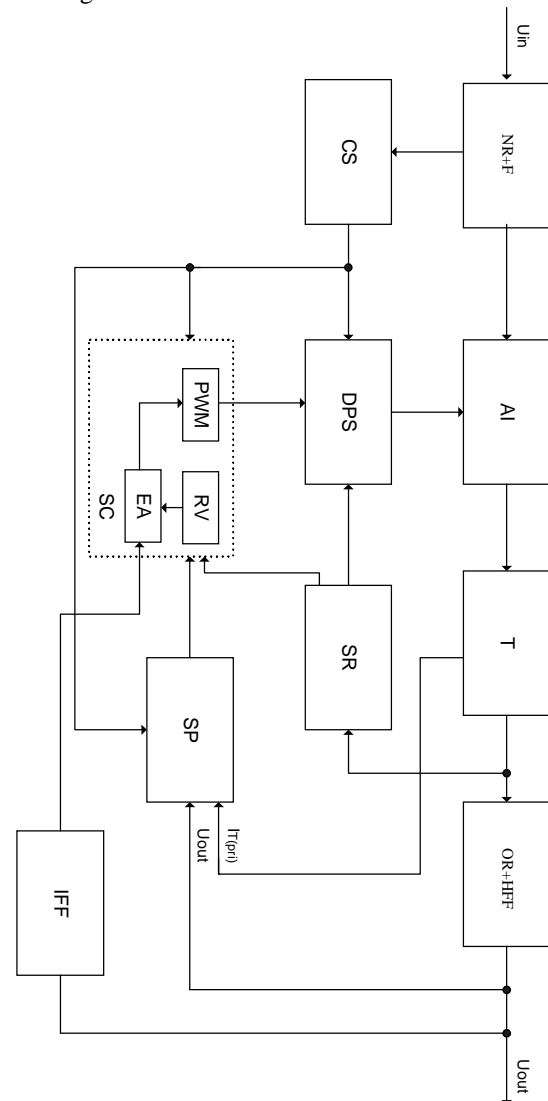 Uin
NR+F
AI
T
OR+HFF
Uout
CS
DPS
SR
PWM
RV
EA
SC
SP
IT(pri)
Uout
IFF